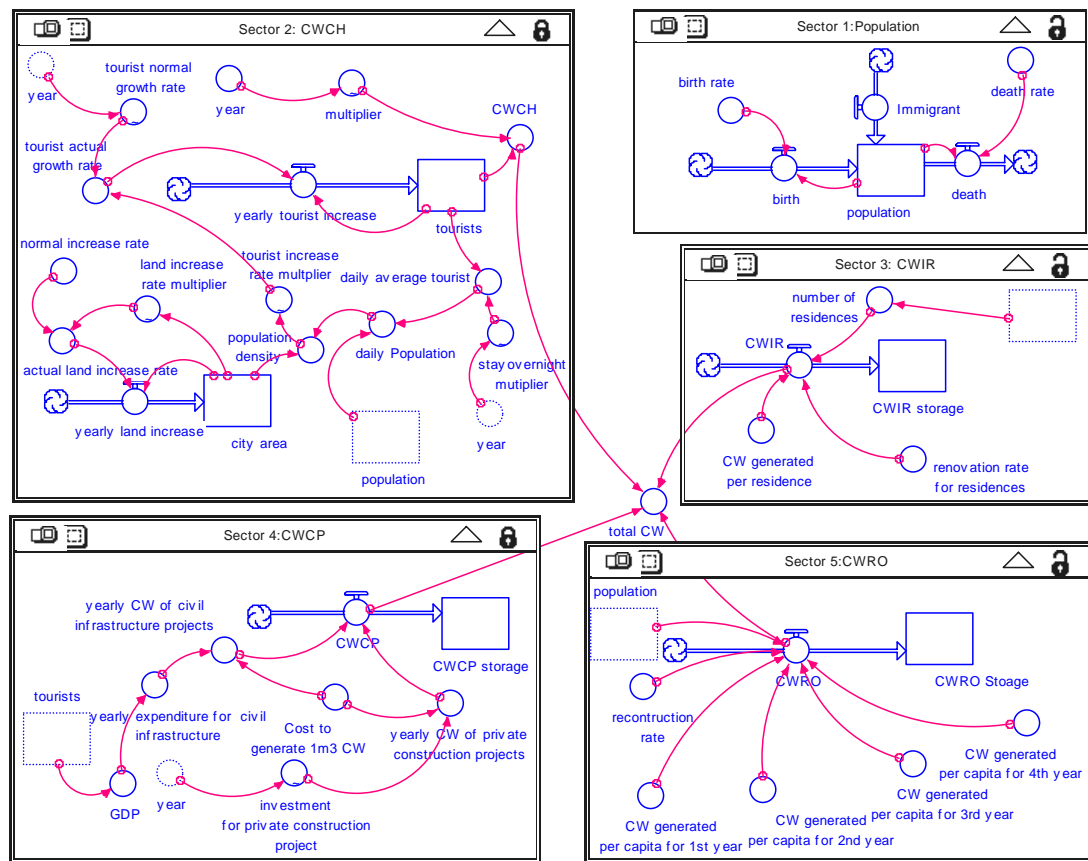 Sector 2: CWCH
year
tourist normal
growth rate
year
multiplier
CWCH
tourist actual
growth rate
yearly tourist increase
tourists
normal increase rate
land increase
rate multiplier
tourist increase
rate multplier
daily average tourist
population
density
daily Population
stay overnight
mutiplier
actual land increase rate
yearly land increase
city area
population
year
Sector 1:Population
birth rate
Immigrant
death rate
birth
population
death
Sector 3: CWIR
number of
residences
CWIR
CWIR storage
CW generated
per residence
renovation rate
for residences
total CW
Sector 4:CWCP
yearly CW of civil
infrastructure projects
CWCP
CWCP storage
tourists
yearly expenditure for civil
infrastructure
Cost to
generate 1m3 CW
yearly CW of private
construction projects
GDP
year
investment
for private construction
project
Sector 5:CWRO
population
CWRO
CWRO Stoage
recontruction
rate
CW generated
per capita for 4th year
CW generated
per capita for 3rd year
CW generated
per capita for 2nd year
CW generated
per capita for 1st year